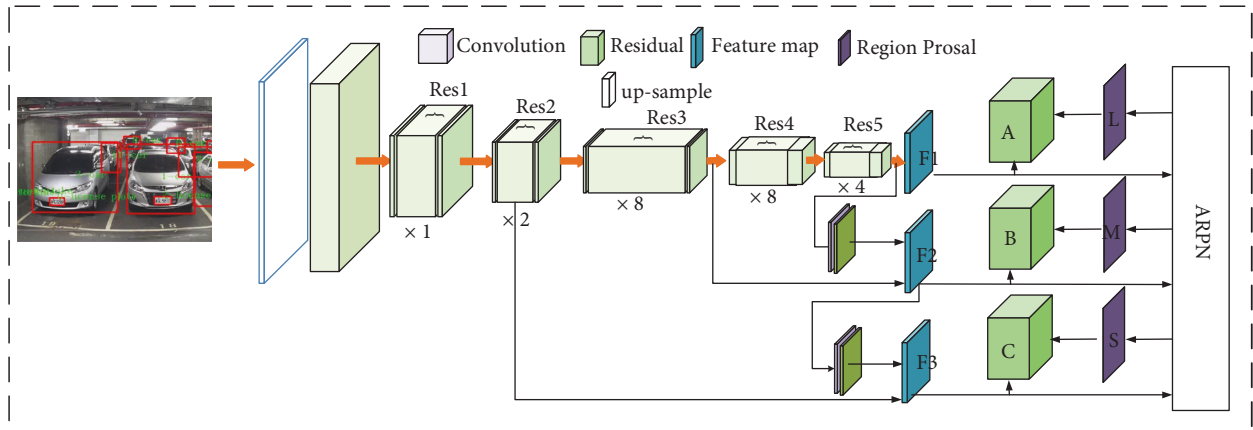 Convolution Residual Feature map Region Prosal
up-sample
Res1
Res2
Res3
Res4
Res5
× 1
× 2
× 8
× 8
× 4
F1
A
L
F2
B
M
F3
C
S
ARPN